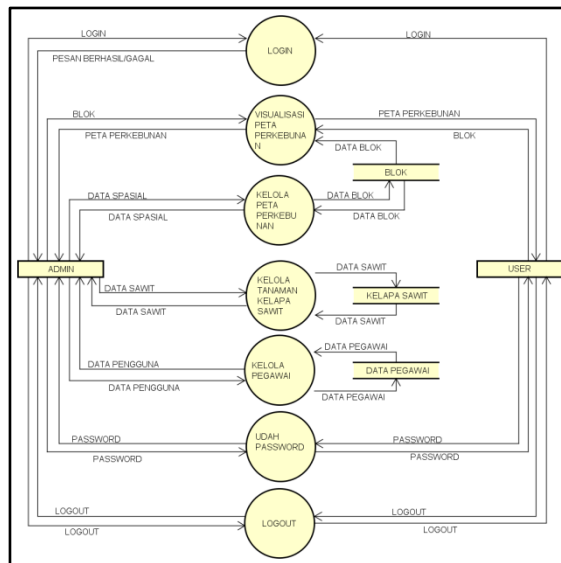 LOGIN
LOGIN
LOGIN
PESAN BERHASIL/GAGAL
BLOK
PETA PERKEBUNAN
VISUALISASI
PETA
PERKEBUNA
N
PETA PERKEBUNAN
BLOK
DATA BLOK
BLOK
DATA SPASIAL
DATA SPASIAL
KELOLA
PETA
PERKEBU
NAN
DATA BLOK
DATA BLOK
ADMIN
USER
DATA SAWIT
DATA SAWIT
KELOLA
TANAMAN
KELAPA
SAWIT
DATA SAWIT
KELAPA SAWIT
DATA SAWIT
DATA PENGGUNA
DATA PENGGUNA
KELOLA
PEGAWAI
DATA PEGAWAI
DATA PEGAWAI
DATA PEGAWAI
PASSWORD
PASSWORD
UDAH
PASSWORD
PASSWORD
PASSWORD
LOGOUT
LOGOUT
LOGOUT
LOGOUT
LOGOUT